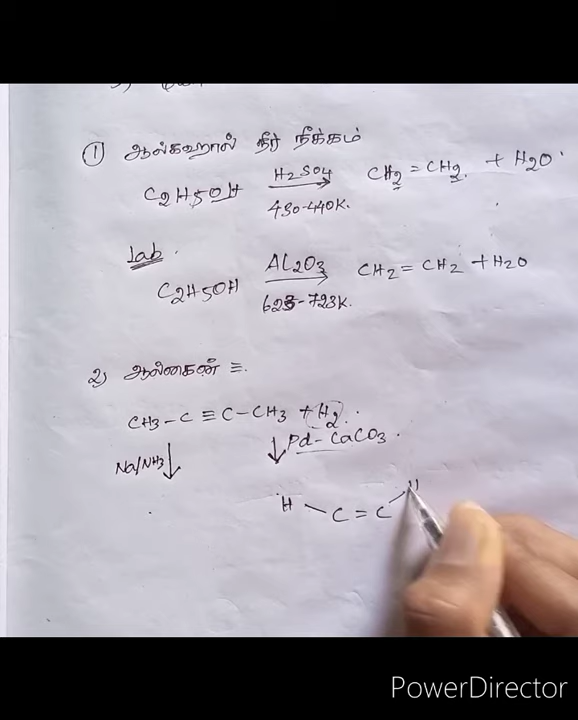 ① ஆல்கஹால் நீர் நீக்கம்
C2H5OH H2SO4 → 430-440K. CH2 = CH2 + H2O
Lab
C2H5OH Al2O3 → 623-723K. CH2 = CH2 + H2O
2) ஆல்கைன் ≡.
CH3-C ≡ C-CH3 + H2.
Na/NH3 ↓ ↓ Pd-CaCO3.
H C = C H
PowerDirector